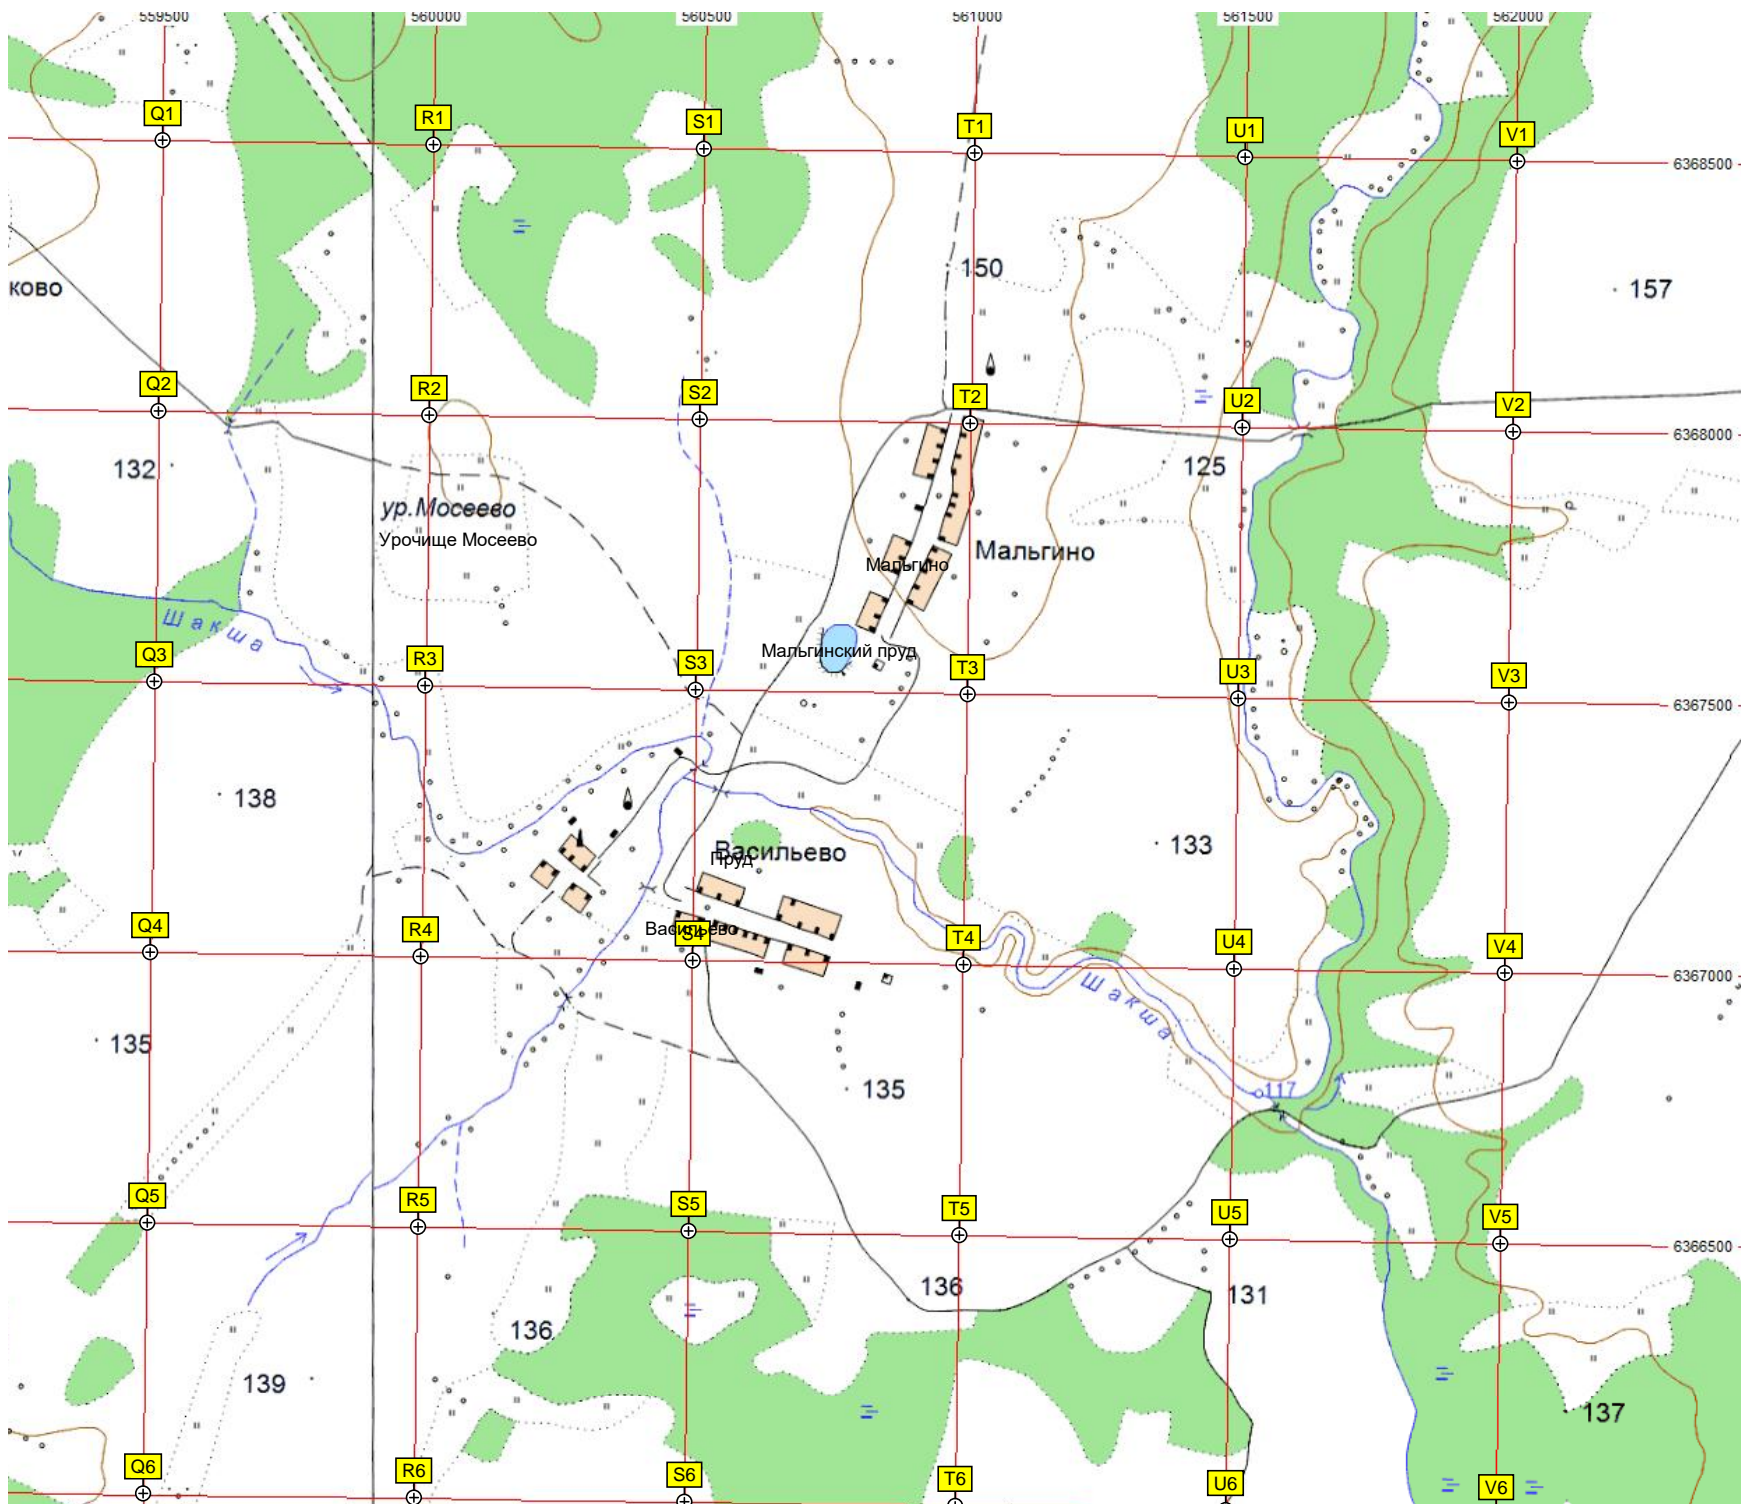 559500 560000 560500 561000 561500 562000
Q1 R1 S1 T1 U1 V1
6368500
150
ково
157
Q2 R2 S2 T2 U2 V2
6368000
132
125
ур.Мосеево
Урочище Мосеево
Мальгино
Мальгино
Шакша
Мальгинский пруд
Q3 R3 S3 T3 U3 V3
6367500
138
133
Васильево
Пруд
Васильево
Q4 R4 S4 T4 U4 V4
6367000
Шакша
135
135
117
Q5 R5 S5 T5 U5 V5
6366500
136
131
136
139
137
Q6 R6 S6 T6 U6 V6